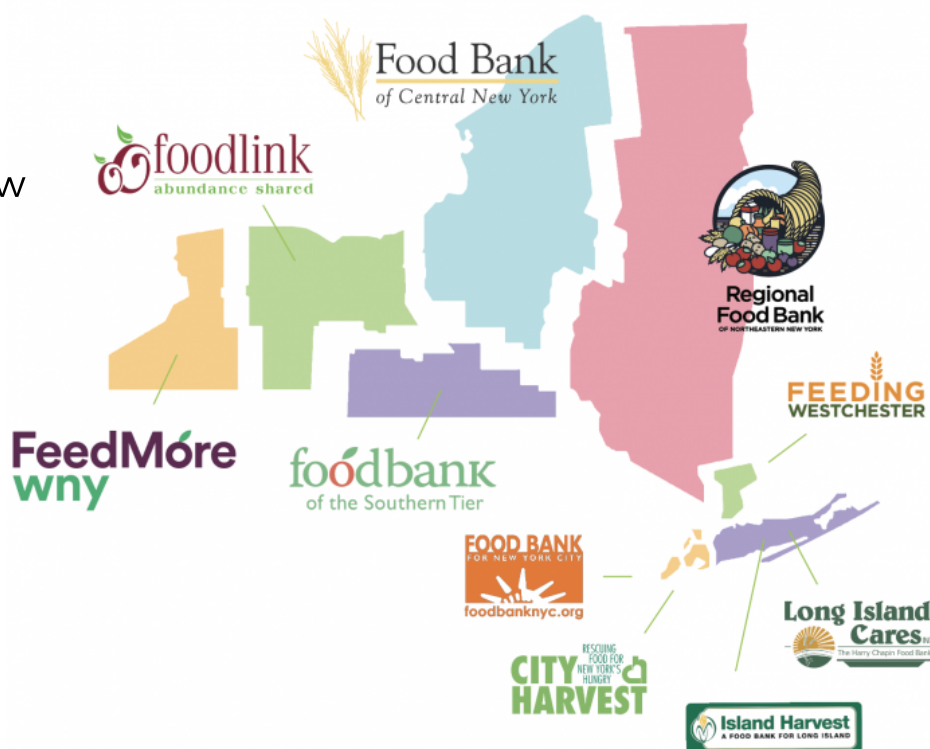 Food Bank
of Central New York
foodlink
abundance shared
w
Regional
Food Bank
OF NORTHEASTERN NEW YORK
FEEDING
WESTCHESTER
FeedMore
wny
foodbank
of the Southern Tier
FOOD BANK
FOR NEW YORK CITY
foodbanknyc.org
Long Island
Cares
The Harry Chapin Food Bank
CITY
HARVEST
RESCUING
FOOD FOR
NEW YORK'S
HUNGRY
Island Harvest
A FOOD BANK FOR LONG ISLAND